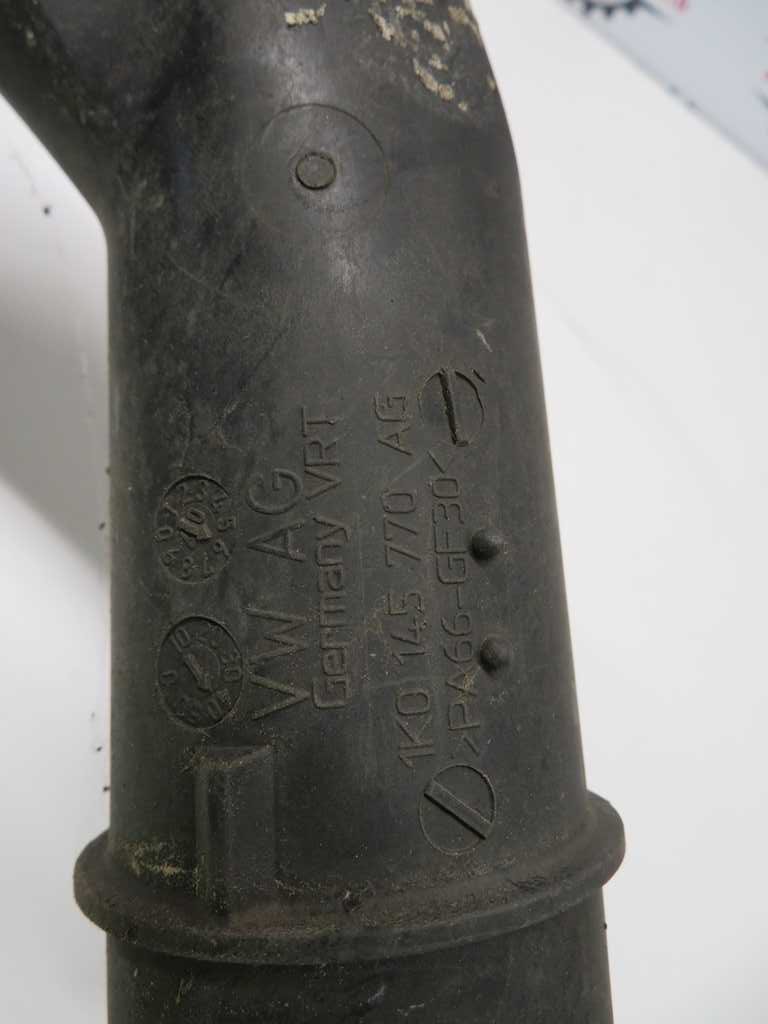 VW AG
Germany VRT
1K0 145 770 AG
>PA66-GF30<